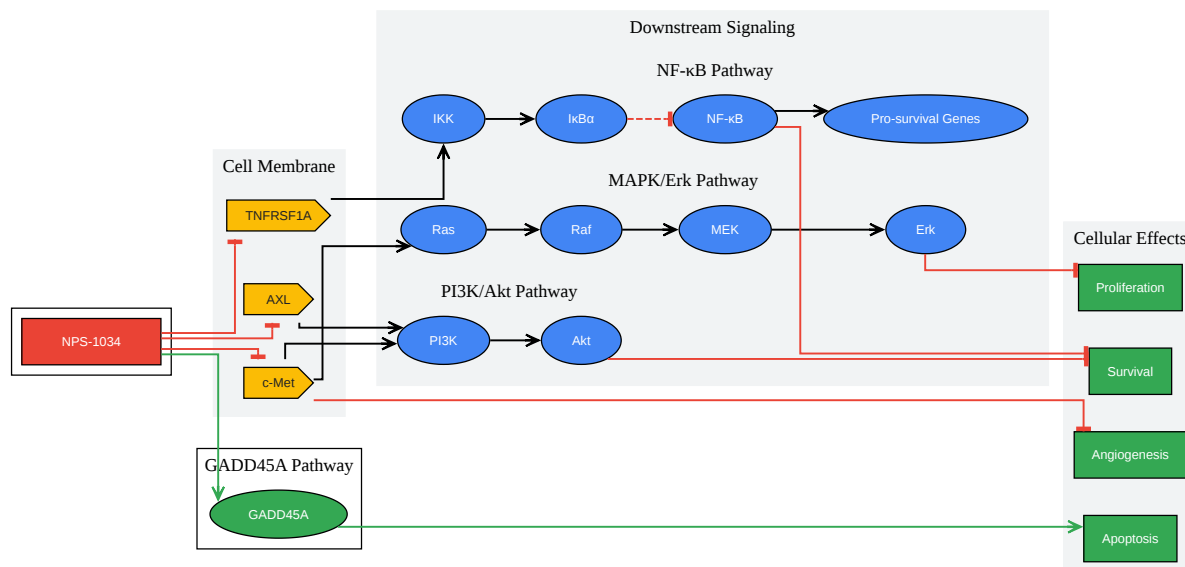 Downstream Signaling
NF-κB Pathway
IKK
IκBα
NF-κB
Pro-survival Genes
Cell Membrane
TNFRSF1A
MAPK/Erk Pathway
Ras
Raf
MEK
Erk
Cellular Effects
Proliferation
AXL
PI3K/Akt Pathway
NPS-1034
PI3K
Akt
Survival
c-Met
Angiogenesis
GADD45A Pathway
GADD45A
Apoptosis